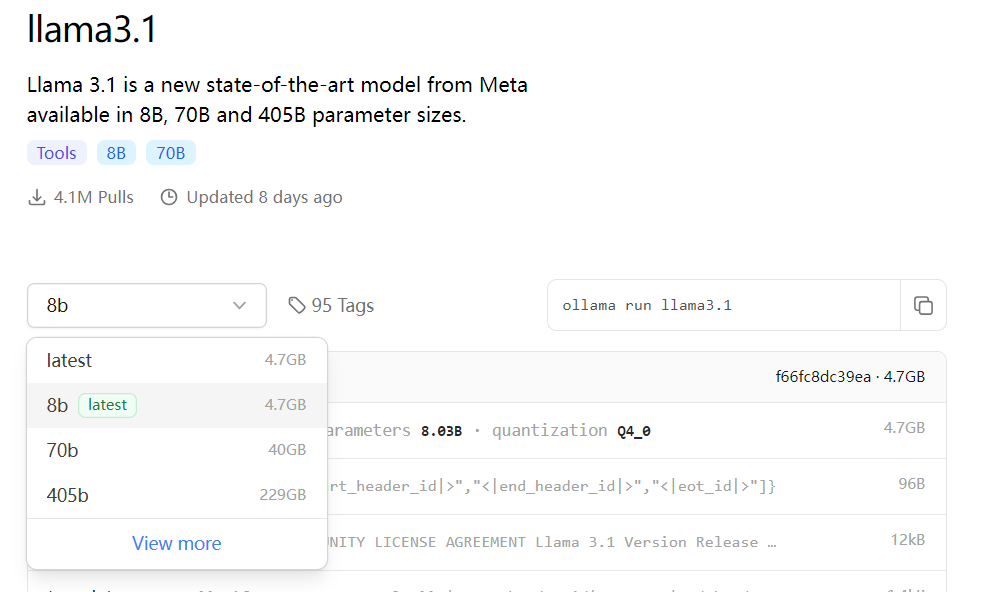 llama3.1
Llama 3.1 is a new state-of-the-art model from Meta
available in 8B, 70B and 405B parameter sizes.
Tools 8B 70B
4.1M Pulls Updated 8 days ago
8b 95 Tags ollama run llama3.1
latest 4.7GB
f66fc8dc39ea · 4.7GB
8b latest 4.7GB
arameters 8.03B · quantization Q4_0 4.7GB
70b 40GB
rt_header_id|>","<|end_header_id|>","<|eot_id|>"]} 96B
405b 229GB
View more
NITY LICENSE AGREEMENT Llama 3.1 Version Release … 12kB